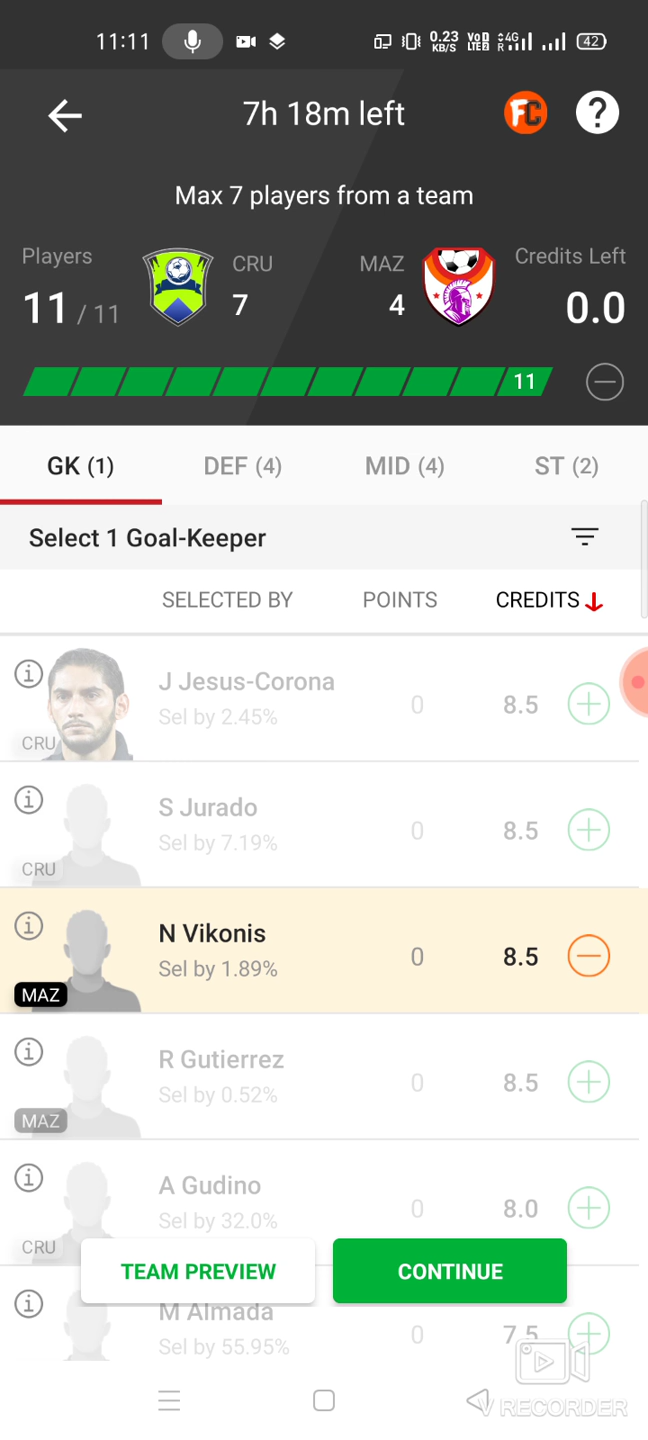 11:11
0.23 KB/S
Vo LTE2
4G R
42
7h 18m left
FC
?
Max 7 players from a team
Players
11 / 11
CRU
7
MAZ
4
Credits Left
0.0
11
GK (1)
DEF (4)
MID (4)
ST (2)
Select 1 Goal-Keeper
SELECTED BY
POINTS
CREDITS
J Jesus-Corona
Sel by 2.45%
CRU
0
8.5
S Jurado
Sel by 7.19%
CRU
0
8.5
N Vikonis
Sel by 1.89%
MAZ
0
8.5
R Gutierrez
Sel by 0.52%
MAZ
0
8.5
A Gudino
Sel by 32.0%
CRU
0
8.0
TEAM PREVIEW
CONTINUE
M Almada
Sel by 55.95%
0
7.5
V RECORDER